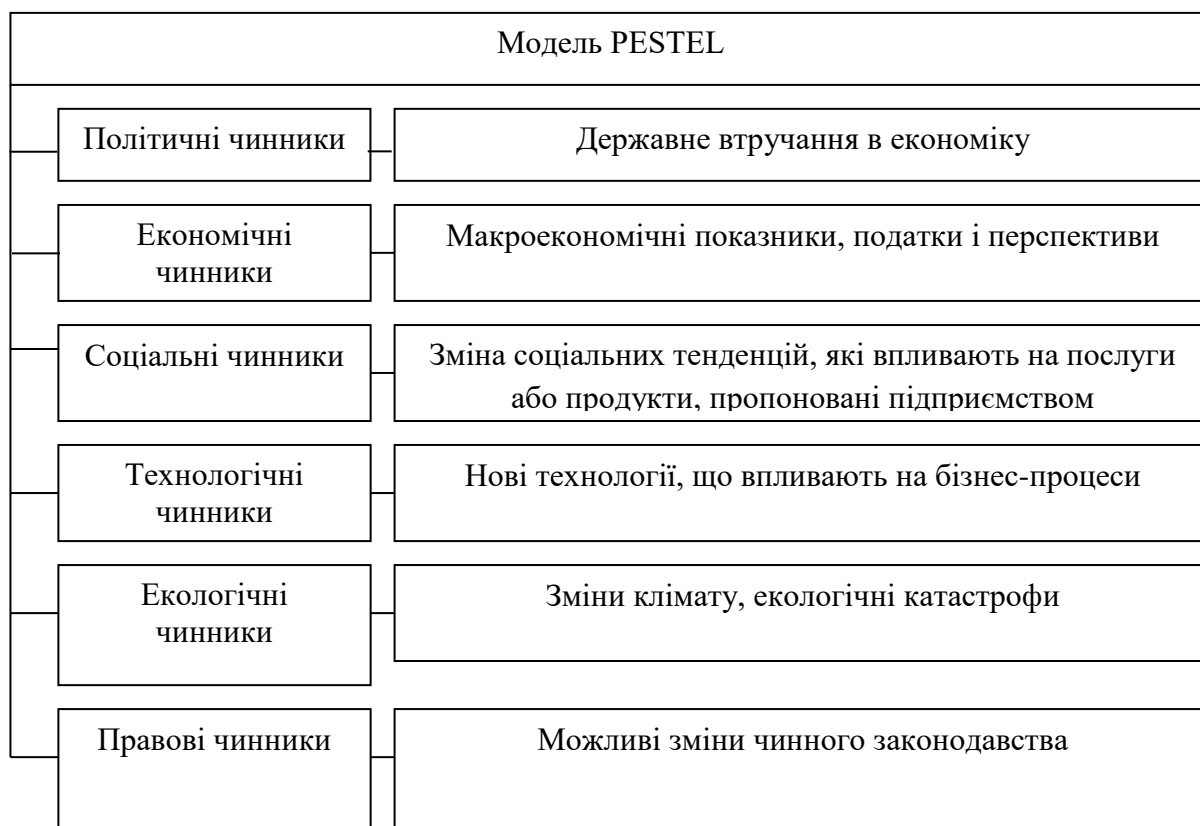 Модель PESTEL
Політичні чинники
Державне втручання в економіку
Економічні
чинники
Макроекономічні показники, податки і перспективи
Соціальні чинники
Зміна соціальних тенденцій, які впливають на послуги
або продукти, пропоновані підприємством
Технологічні
чинники
Нові технології, що впливають на бізнес-процеси
Екологічні
чинники
Зміни клімату, екологічні катастрофи
Правові чинники
Можливі зміни чинного законодавства